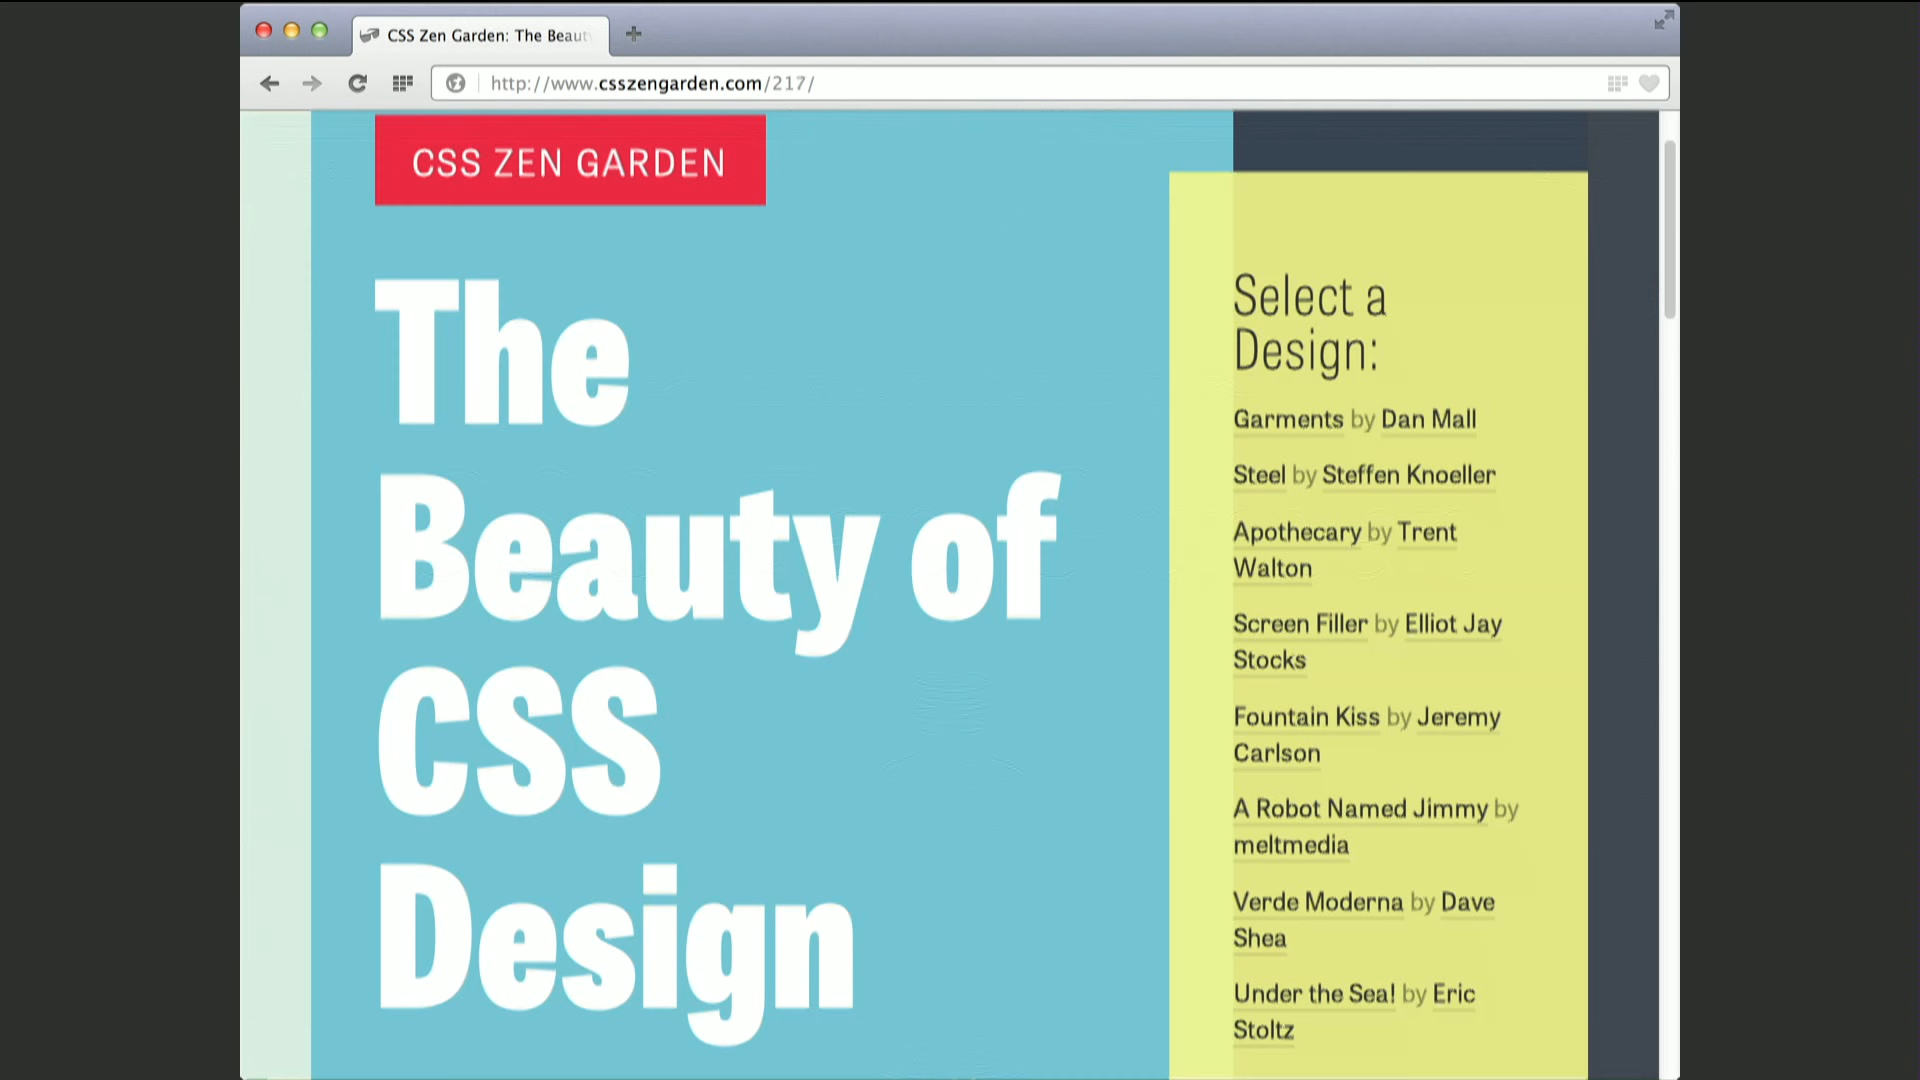 CSS Zen Garden: The Beaut
http://www.csszengarden.com/217/
CSS ZEN GARDEN
The
Beauty of
CSS
Design
Select a
Design:
Garments by Dan Mall
Steel by Steffen Knoeller
Apothecary by Trent
Walton
Screen Filler by Elliot Jay
Stocks
Fountain Kiss by Jeremy
Carlson
A Robot Named Jimmy by
meltmedia
Verde Moderna by Dave
Shea
Under the Sea! by Eric
Stoltz